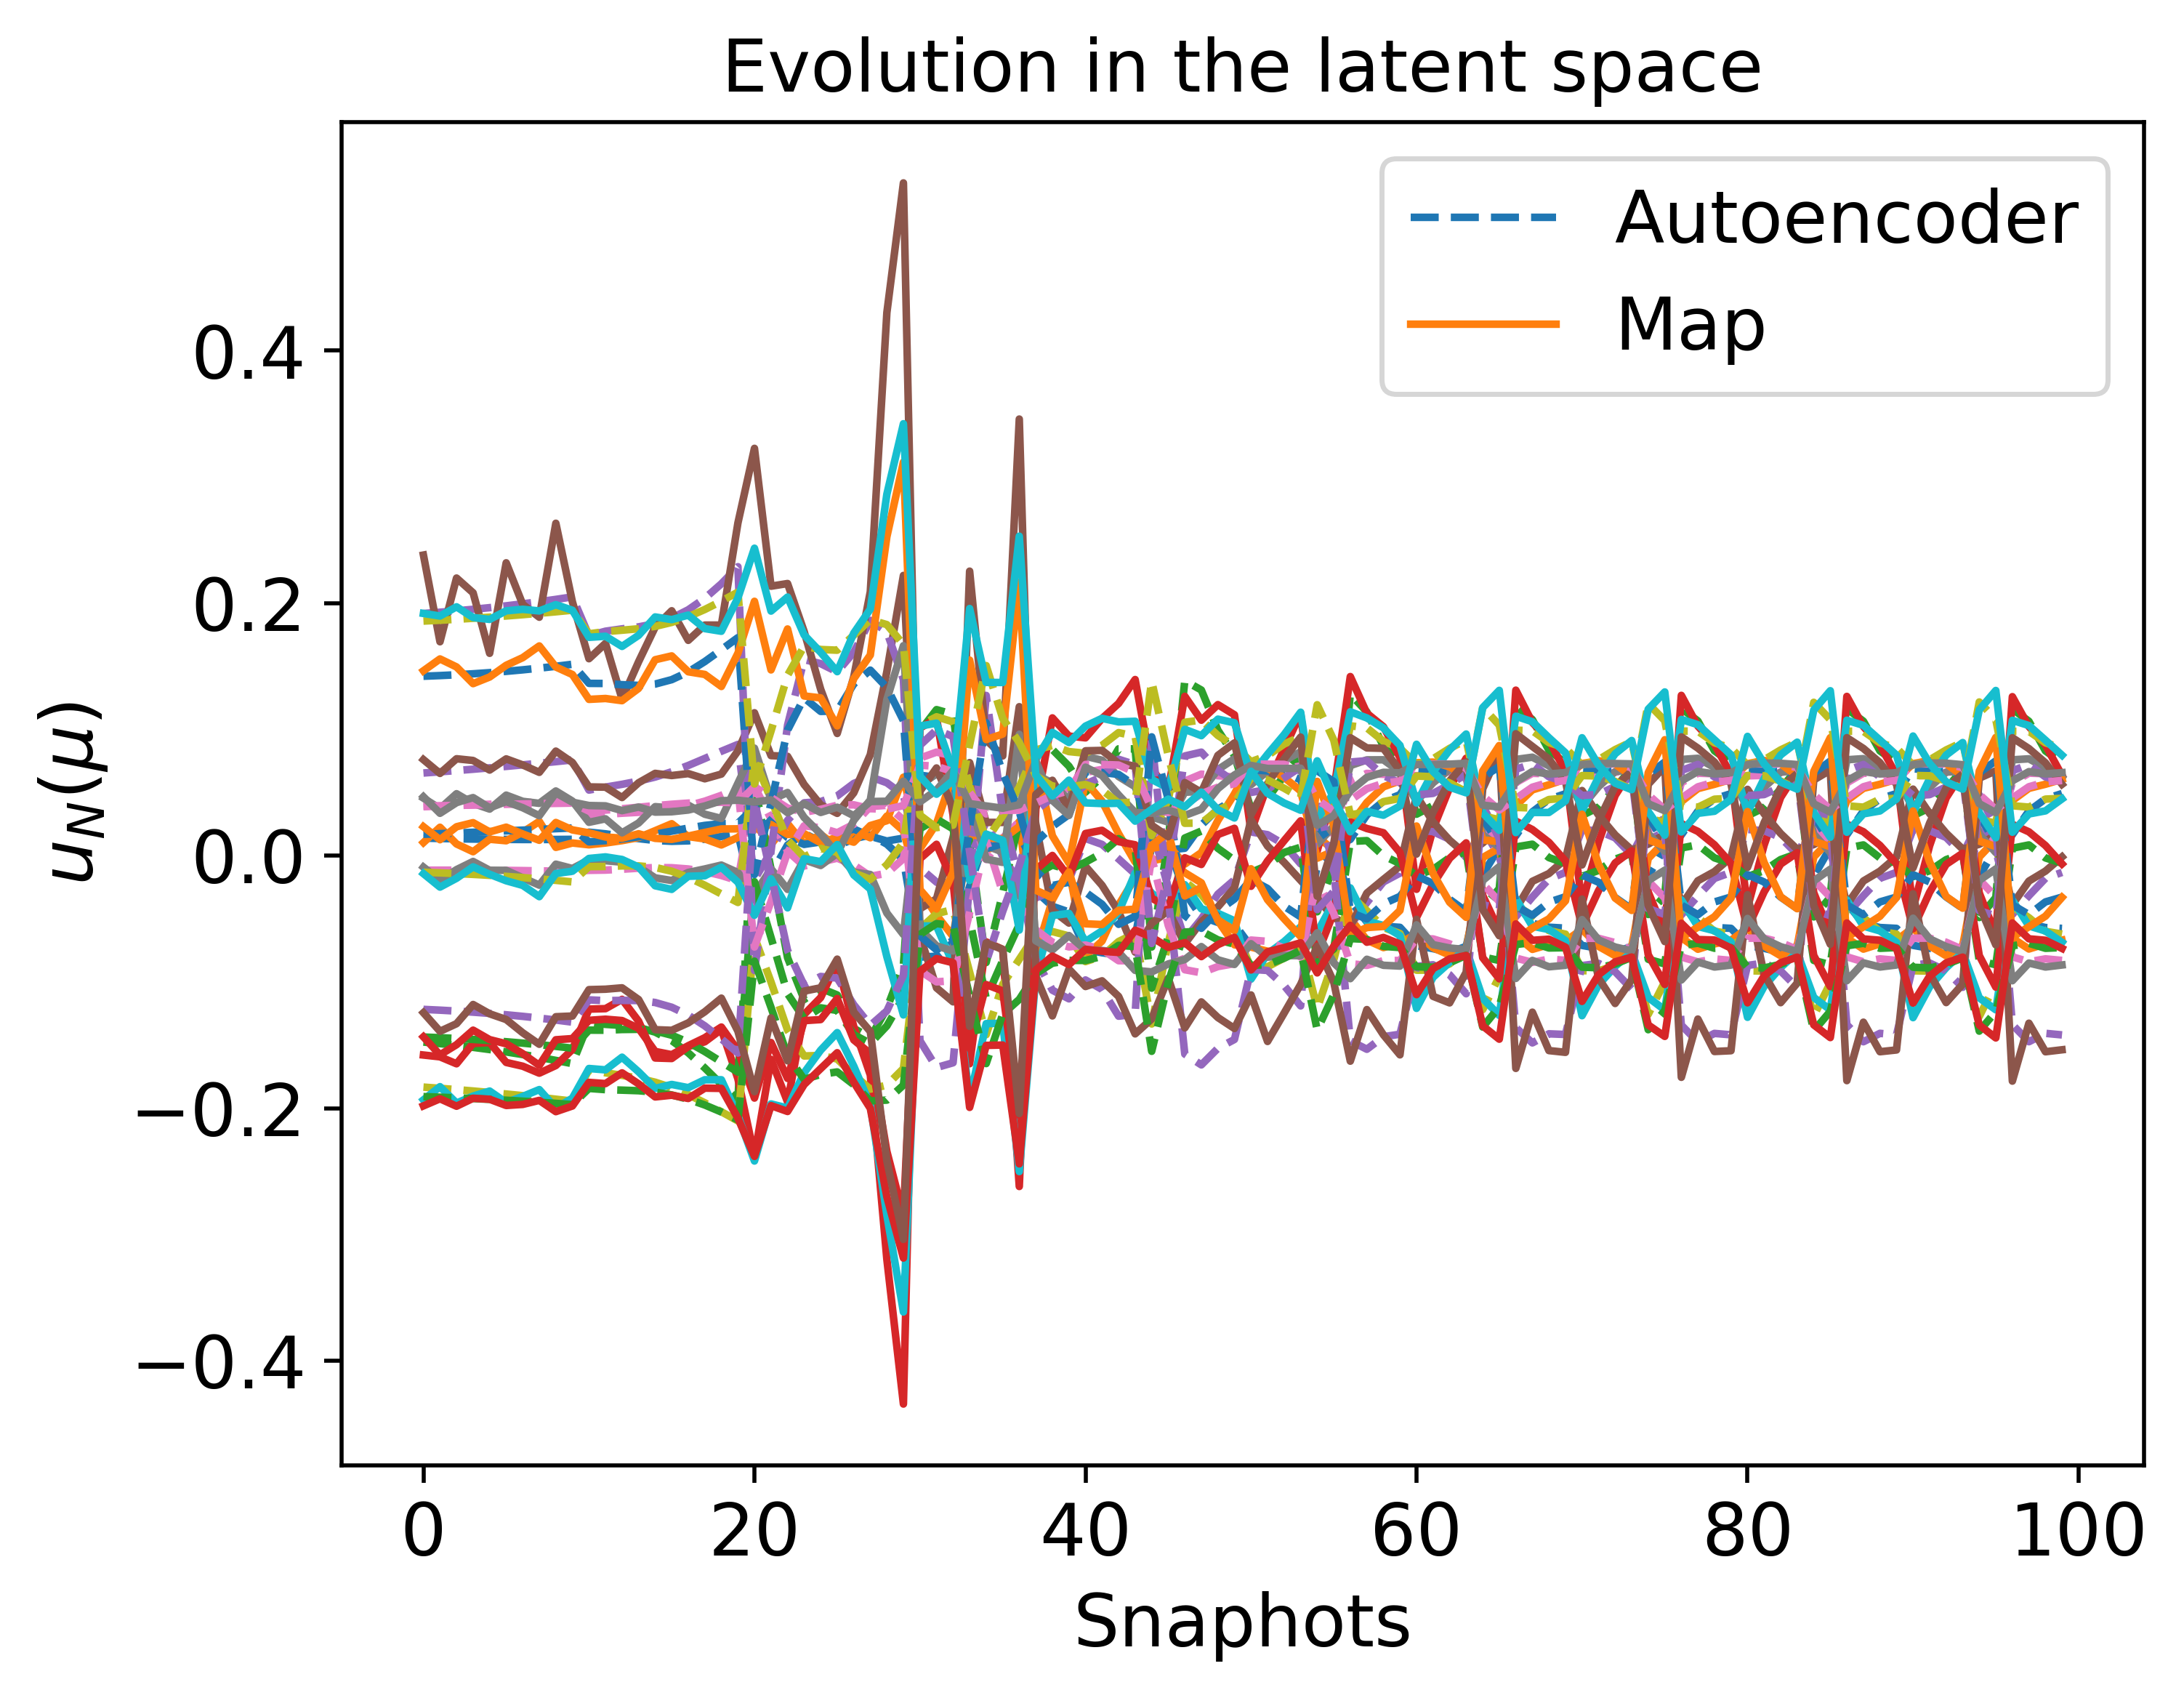 Evolution in the latent space
Autoencoder
Map
0.4
0.2
0.0
−0.2
−0.4
u_N(μ)
0 20 40 60 80 100
Snaphots